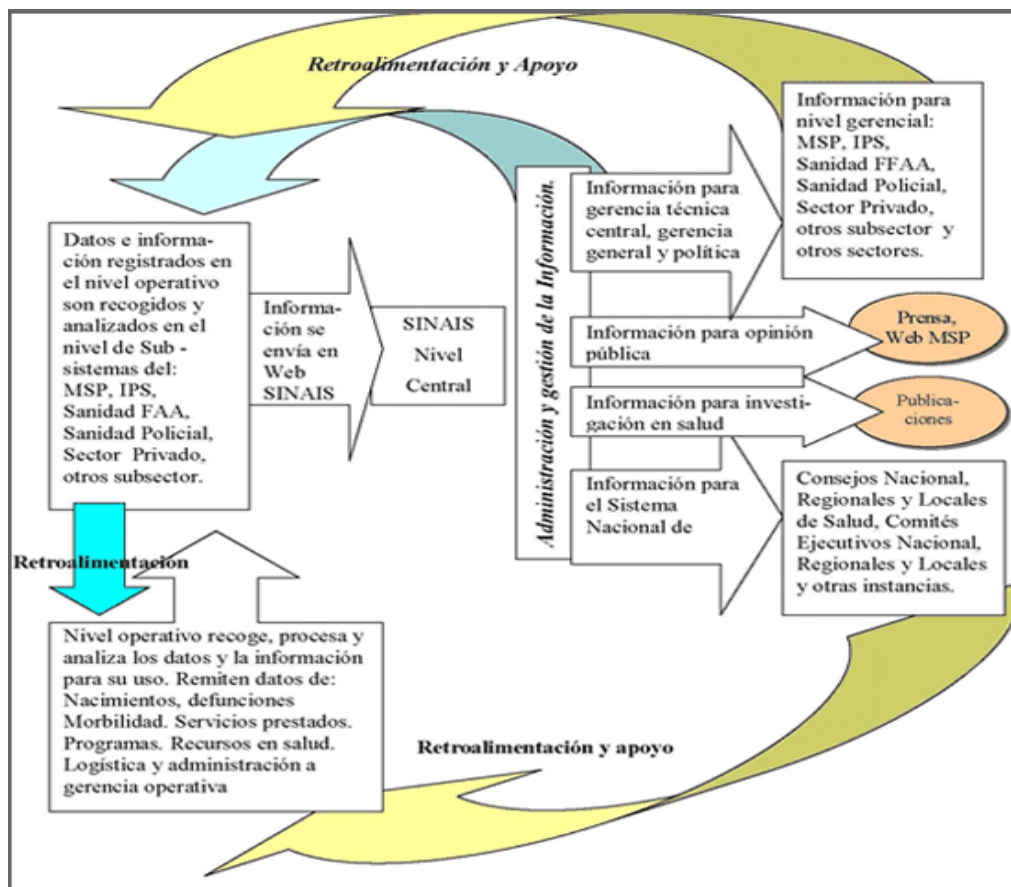 Retroalimentación y Apoyo
Información para
nivel gerencial:
MSP, IPS,
Sanidad FFAA,
Sanidad Policial,
Sector Privado,
otros subsector y
otros sectores.
Datos e informa-
ción registrados en
el nivel operativo
son recogidos y
analizados en el
nivel de Sub -
sistemas del:
MSP, IPS,
Sanidad FAA,
Sanidad Policial,
Sector Privado,
otros subsector.
Informa-
ción se
envía en
Web
SINAIS
SINAIS
Nivel
Central
Administración y gestión de la Información.
Información para
gerencia técnica
central, gerencia
general y política
Información para opinión
pública
Prensa,
Web MSP
Información para investi-
gación en salud
Publica-
ciones
Información para
el Sistema
Nacional de
Consejos Nacional,
Regionales y Locales
de Salud, Comités
Ejecutivos Nacional,
Regionales y Locales
y otras instancias.
Retroalimentación
Nivel operativo recoge, procesa y
analiza los datos y la información
para su uso. Remiten datos de:
Nacimientos, defunciones
Morbilidad. Servicios prestados.
Programas. Recursos en salud.
Logística y administración a
gerencia operativa
Retroalimentación y apoyo